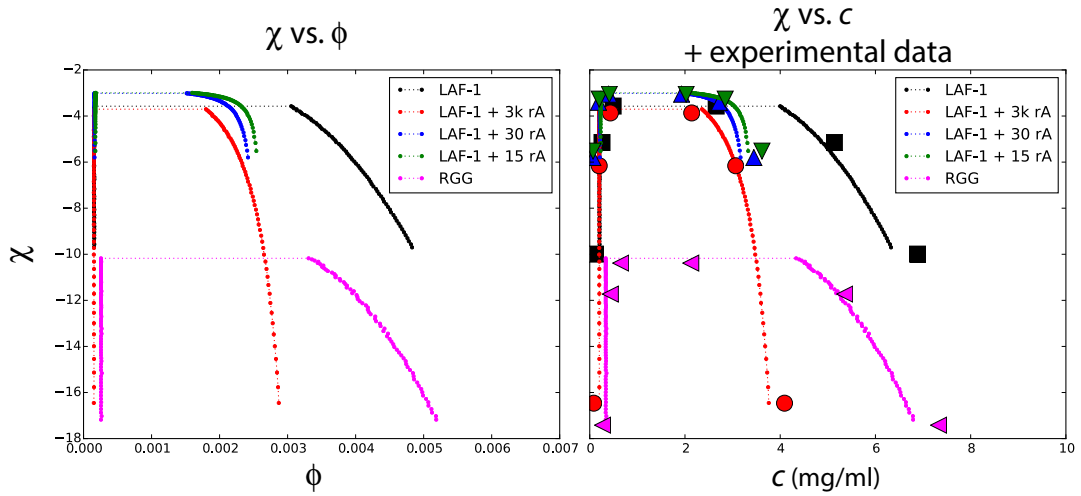 χ vs. ϕ
χ vs. c
+ experimental data
−2
−4
−6
−8
−10
−12
−14
−16
−18
χ
LAF-1
LAF-1 + 3k rA
LAF-1 + 30 rA
LAF-1 + 15 rA
RGG
0.000
0.001
0.002
0.003
0.004
0.005
0.006
0.007
ϕ
LAF-1
LAF-1 + 3k rA
LAF-1 + 30 rA
LAF-1 + 15 rA
RGG
0
2
4
6
8
10
c (mg/ml)